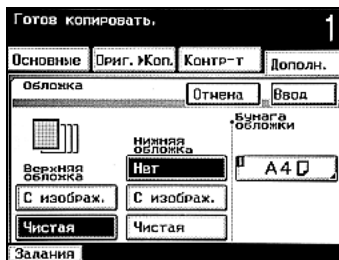 Готов копировать. 1
Основные Ориг.►Коп. Контр-т Дополн.
Обложка
Отмена Ввод
Бумага
обложки
Нижняя
обложка
Верхняя
обложка
Нет
A4
С изображ. С изображ.
Чистая Чистая
Задания